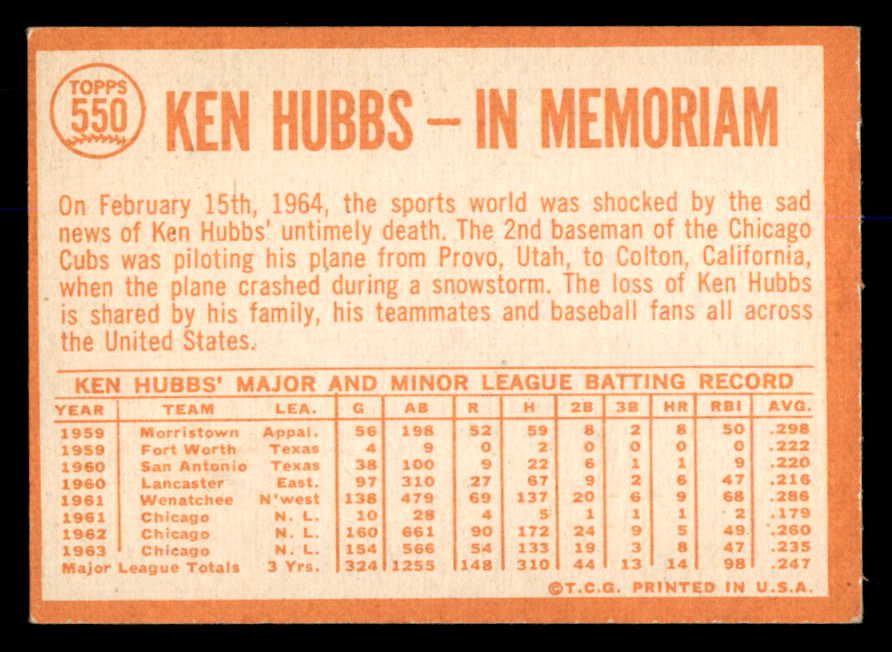 TOPPS
550
KEN HUBBS – IN MEMORIAM
On February 15th, 1964, the sports world was shocked by the sad
news of Ken Hubbs' untimely death. The 2nd baseman of the Chicago
Cubs was piloting his plane from Provo, Utah, to Colton, California,
when the plane crashed during a snowstorm. The loss of Ken Hubbs
is shared by his family, his teammates and baseball fans all across
the United States.
KEN HUBBS' MAJOR AND MINOR LEAGUE BATTING RECORD
YEAR TEAM LEA. G AB R H 2B 3B HR RBI AVG.
1959 Morristown Appal. 56 198 52 59 8 2 8 50 .298
1959 Fort Worth Texas 4 9 0 2 0 0 0 0 .222
1960 San Antonio Texas 38 100 9 22 6 1 1 9 .220
1960 Lancaster East. 97 310 27 67 9 2 6 47 .216
1961 Wenatchee N'west 138 479 69 137 20 6 9 68 .286
1961 Chicago N. L. 10 28 4 5 1 1 1 2 .179
1962 Chicago N. L. 160 661 90 172 24 9 5 49 .260
1963 Chicago N. L. 154 566 54 133 19 3 8 47 .235
Major League Totals 3 Yrs. 324 1255 148 310 44 13 14 98 .247
©T.C.G. PRINTED IN U.S.A.